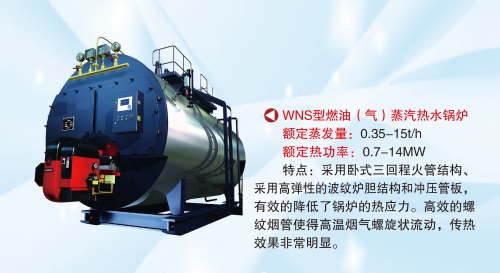 WNS型燃油（气）蒸汽热水锅炉
额定蒸发量：0.35-15t/h
额定热功率：0.7-14MW
特点：采用卧式三回程火管结构、
采用高弹性的波纹炉胆结构和冲压管板，
有效的降低了锅炉的热应力。高效的螺
纹烟管使得高温烟气螺旋状流动，传热
效果非常明显。